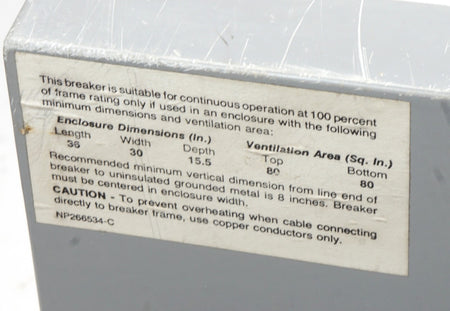 This breaker is suitable for continuous operation at 100 percent
of frame rating only if used in an enclosure with the following
minimum dimensions and ventilation area:
Enclosure Dimensions (In.) Ventilation Area (Sq. In.)
Length Width Depth Top Bottom
36 30 15.5 80 80
Recommended minimum vertical dimension from line end of
breaker to uninsulated grounded metal is 8 inches. Breaker
must be centered in enclosure width.
CAUTION - To prevent overheating when cable connecting
directly to breaker frame, use copper conductors only.
NP266534-C